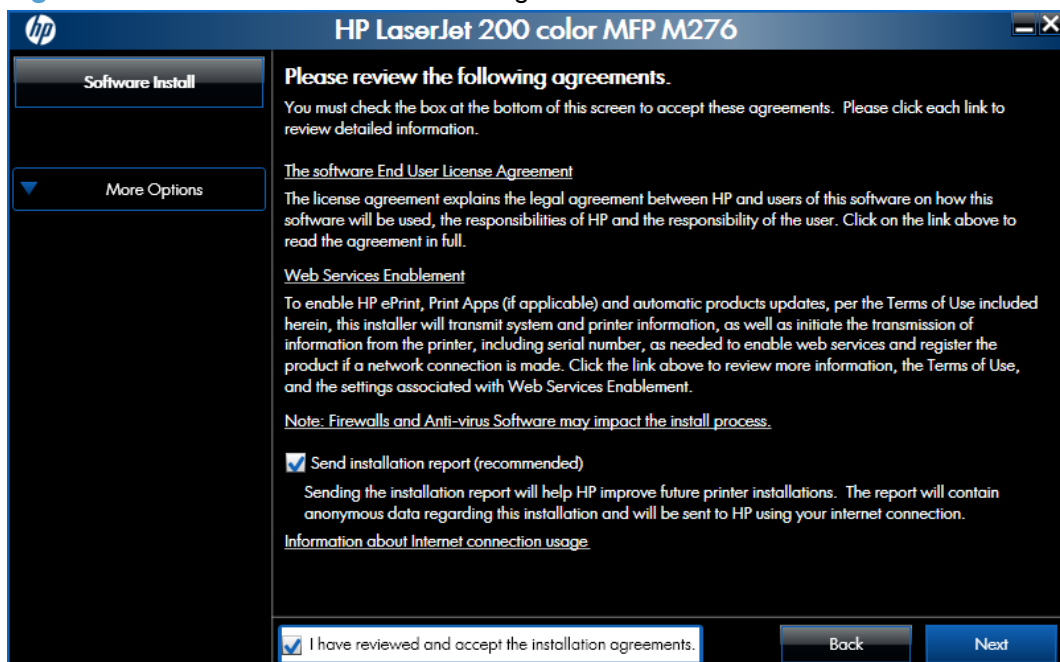 hp
HP LaserJet 200 color MFP M276
Software Install
More Options
Please review the following agreements.
You must check the box at the bottom of this screen to accept these agreements. Please click each link to
review detailed information.
The software End User License Agreement
The license agreement explains the legal agreement between HP and users of this software on how this
software will be used, the responsibilities of HP and the responsibility of the user. Click on the link above to
read the agreement in full.
Web Services Enablement
To enable HP ePrint, Print Apps (if applicable) and automatic products updates, per the Terms of Use included
herein, this installer will transmit system and printer information, as well as initiate the transmission of
information from the printer, including serial number, as needed to enable web services and register the
product if a network connection is made. Click the link above to review more information, the Terms of Use,
and the settings associated with Web Services Enablement.
Note: Firewalls and Anti-virus Software may impact the install process.
Send installation report (recommended)
Sending the installation report will help HP improve future printer installations. The report will contain
anonymous data regarding this installation and will be sent to HP using your internet connection.
Information about Internet connection usage
I have reviewed and accept the installation agreements.
Back
Next